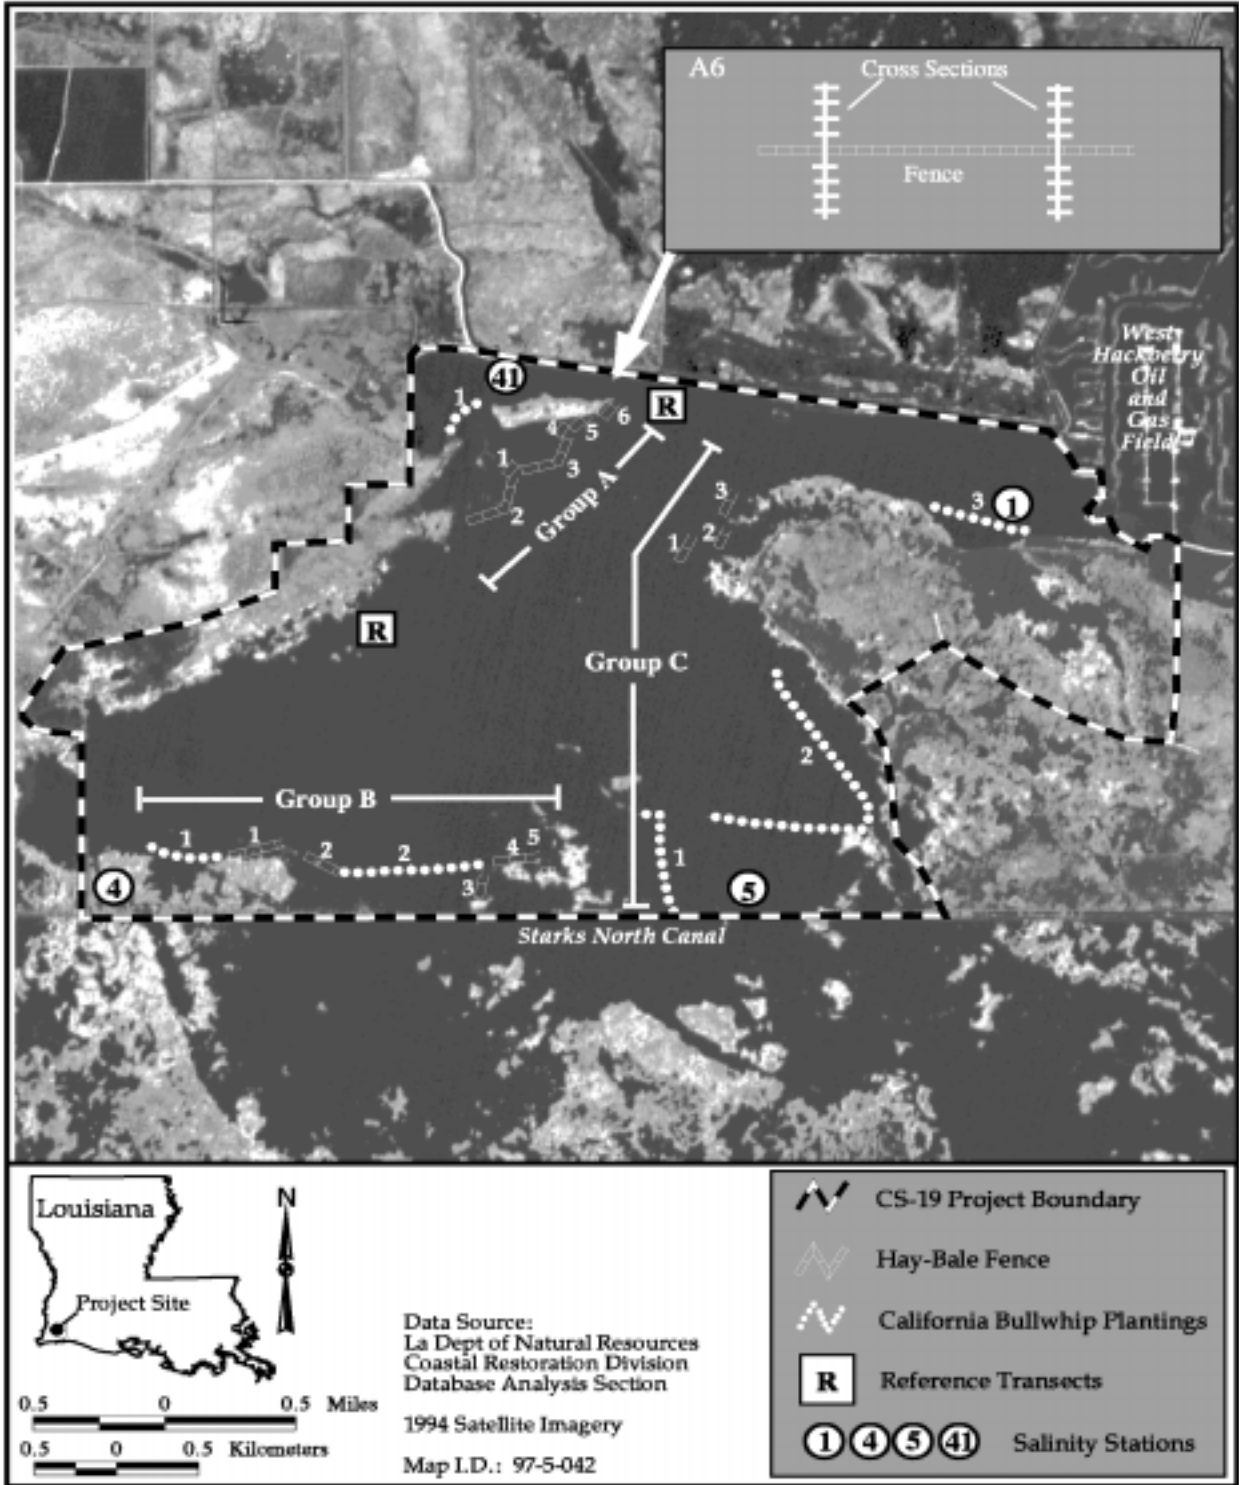 A6
Cross Sections
Fence
West
Hackberry
Oil
and
Gas
Field
41
1
R
6
4
5
1
3
2
Group A
3
2
1
3
1
R
Group C
2
Group B
1
1
2
2
3
4
5
1
4
5
Starks North Canal
Louisiana
Project Site
N
0.5 0 0.5 Miles
0.5 0 0.5 Kilometers
Data Source:
La Dept of Natural Resources
Coastal Restoration Division
Database Analysis Section
1994 Satellite Imagery
Map I.D.: 97-5-042
CS-19 Project Boundary
Hay-Bale Fence
California Bullwhip Plantings
R Reference Transects
1 4 5 41 Salinity Stations